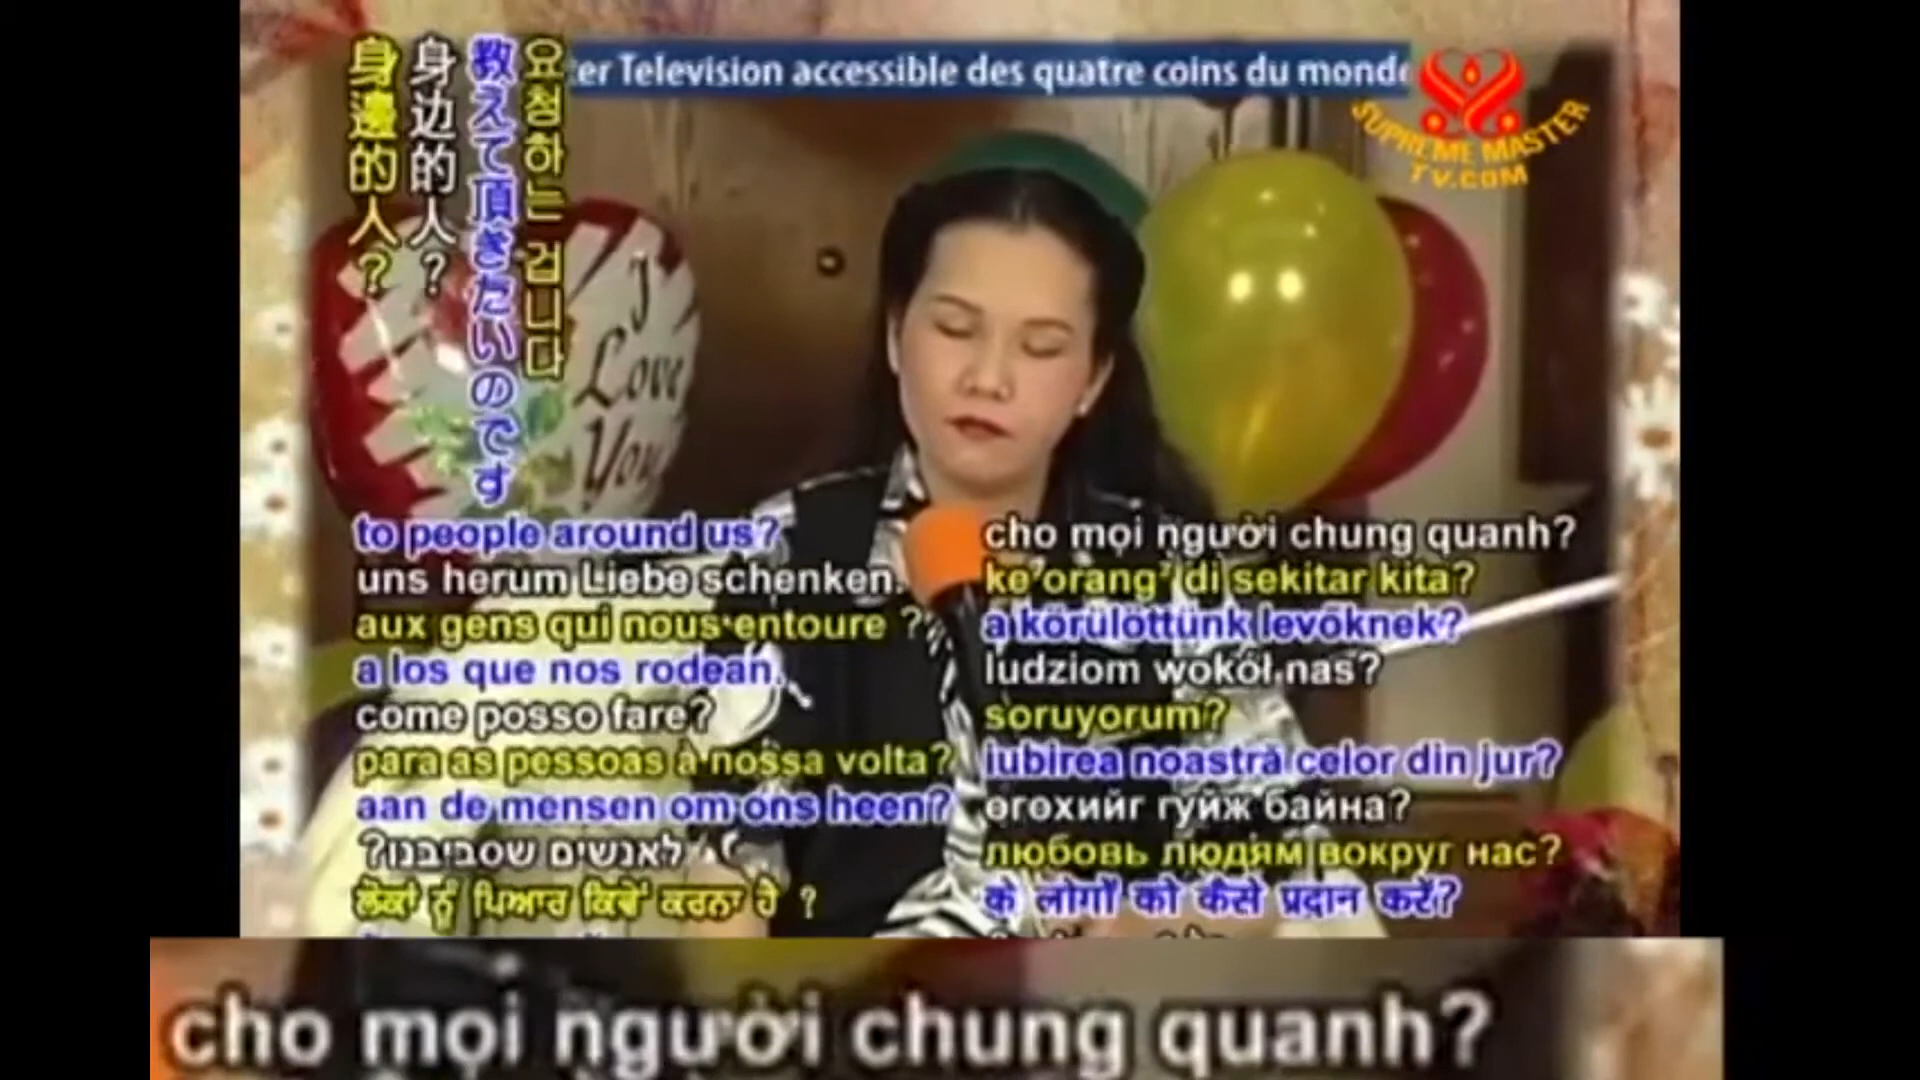 ter Television accessible des quatre coins du monde
SUPREME MASTER
TV.COM
요청하는 겁니다
教えて頂きたいのです
身边的人?
身邊的人?
I
Love
You
to people around us?
uns herum Liebe schenken.
aux gens qui nous entoure ?
a los que nos rodean.
come posso fare?
para as pessoas à nossa volta?
aan de mensen om ons heen?
לאנשים שסביבנו?
ਲੋਕਾਂ ਨੂੰ ਪਿਆਰ ਕਿਵੇਂ ਕਰਨਾ ਹੇ ?
cho mọi người chung quanh?
ke orang² di sekitar kita?
a körülöttünk levőknek?
ludziom wokół nas?
soruyorum?
iubirea noastră celor din jur?
өгөхийг гуйж байна?
любовь людям вокруг нас?
के लोगों को कैसे प्रदान करें?
cho mọi người chung quanh?